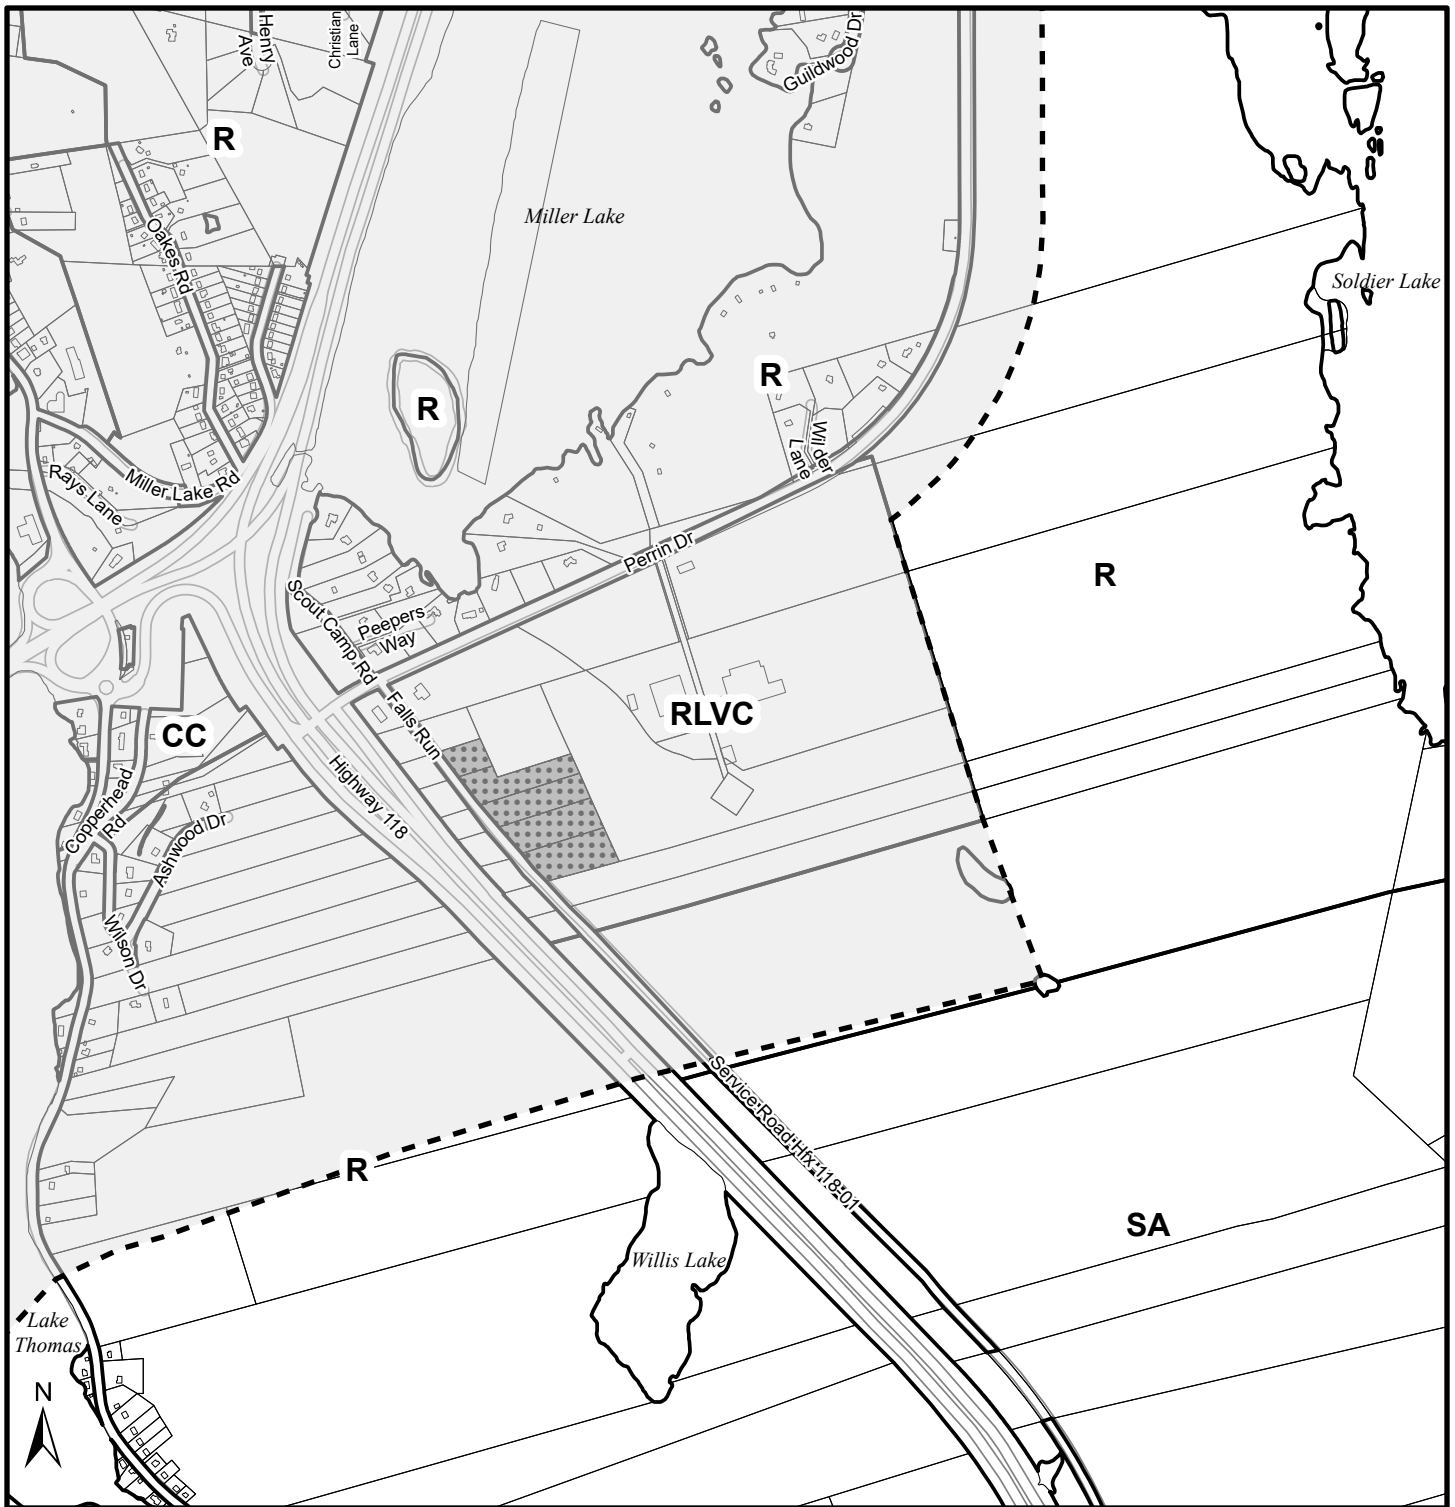 Henry
Ave
Christian
Lane
Guildwood Dr
R
Miller Lake
Oakes Rd
Soldier Lake
R
R
Wilder
Lane
Rays Lane
Miller Lake Rd
Perrin Dr
R
Scout Camp Rd
Peepers
Way
Falls Run
RLVC
CC
Highway 118
Copperhead
Rd
Ashwood Dr
Wilson Dr
Service Road Hfx 118-01
R
SA
Willis Lake
Lake
Thomas
N